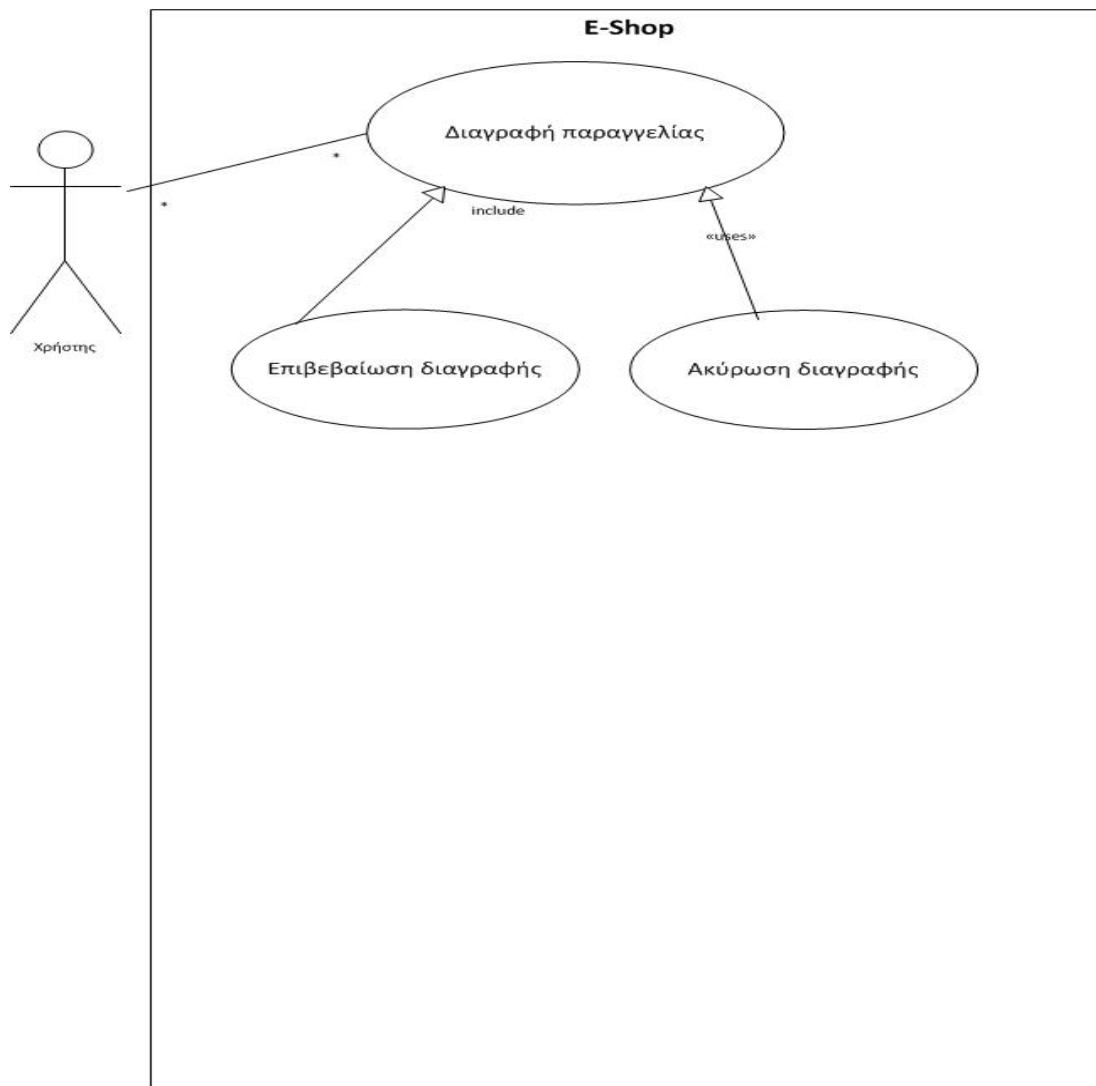 E-Shop
Διαγραφή παραγγελίας
*
*
include
«uses»
Χρήστης
Επιβεβαίωση διαγραφής
Ακύρωση διαγραφής